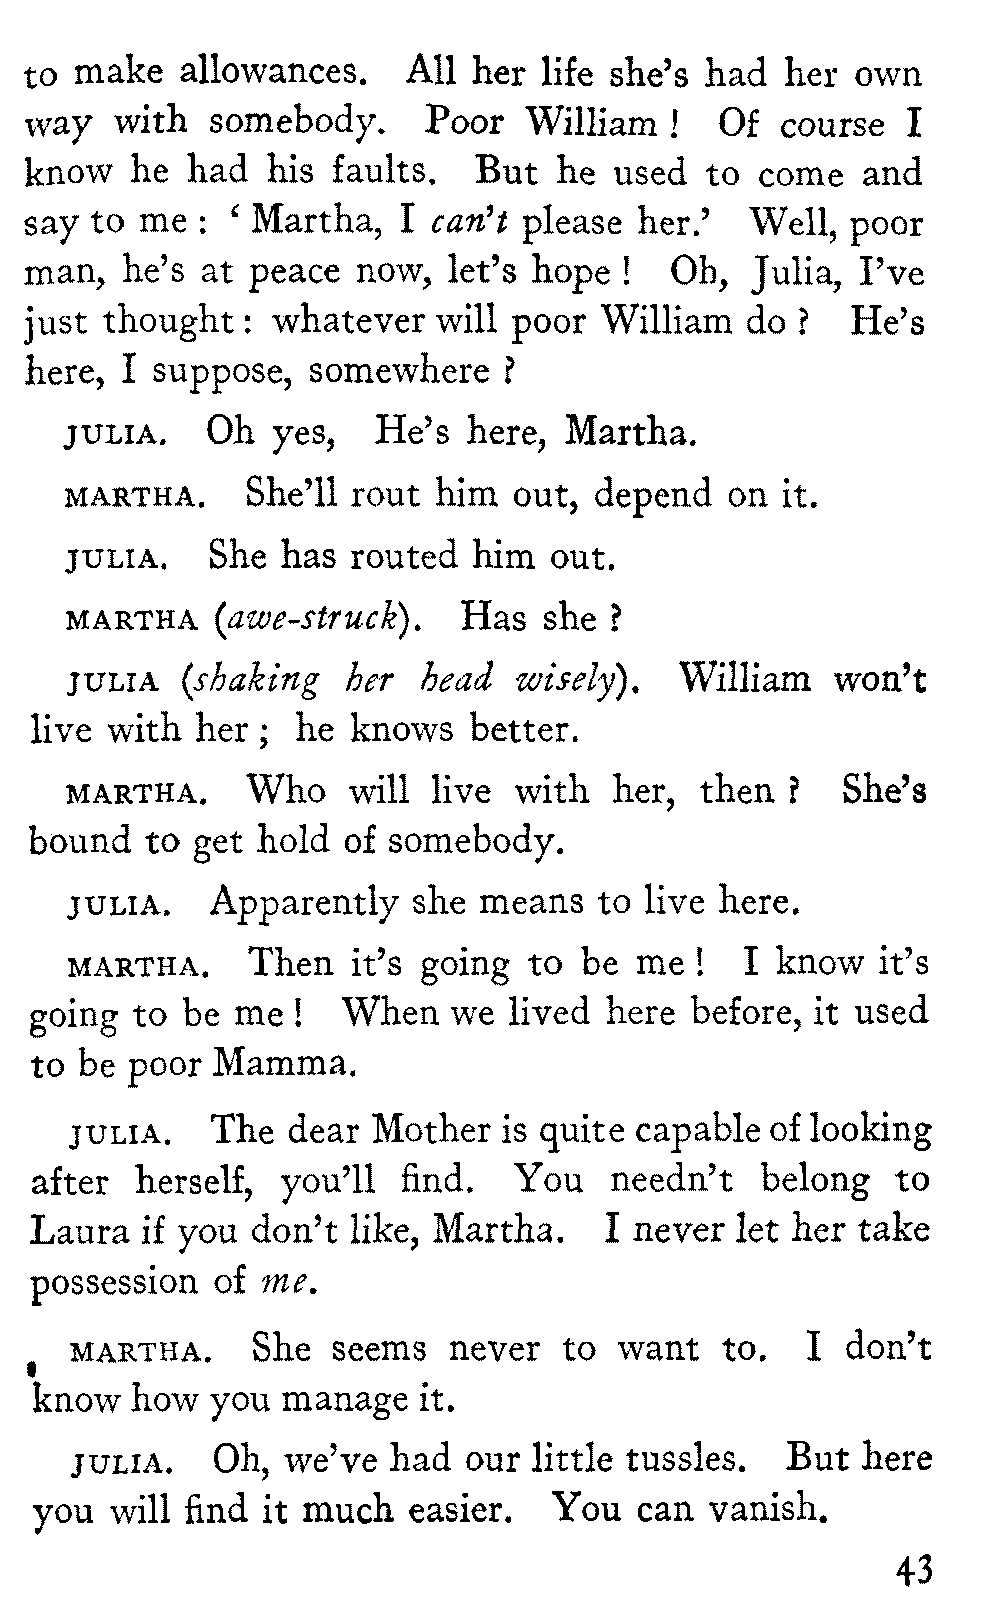 to make allowances. All her life she's had her own
way with somebody. Poor William ! Of course I
know he had his faults. But he used to come and
say to me : ‘ Martha, I can't please her.’ Well, poor
man, he's at peace now, let's hope ! Oh, Julia, I've
just thought : whatever will poor William do ? He's
here, I suppose, somewhere ?
JULIA. Oh yes, He's here, Martha.
MARTHA. She'll rout him out, depend on it.
JULIA. She has routed him out.
MARTHA (awe-struck). Has she ?
JULIA (shaking her head wisely). William won't
live with her ; he knows better.
MARTHA. Who will live with her, then ? She's
bound to get hold of somebody.
JULIA. Apparently she means to live here.
MARTHA. Then it's going to be me ! I know it's
going to be me ! When we lived here before, it used
to be poor Mamma.
JULIA. The dear Mother is quite capable of looking
after herself, you'll find. You needn't belong to
Laura if you don't like, Martha. I never let her take
possession of me.
MARTHA. She seems never to want to. I don't
know how you manage it.
JULIA. Oh, we've had our little tussles. But here
you will find it much easier. You can vanish.
43